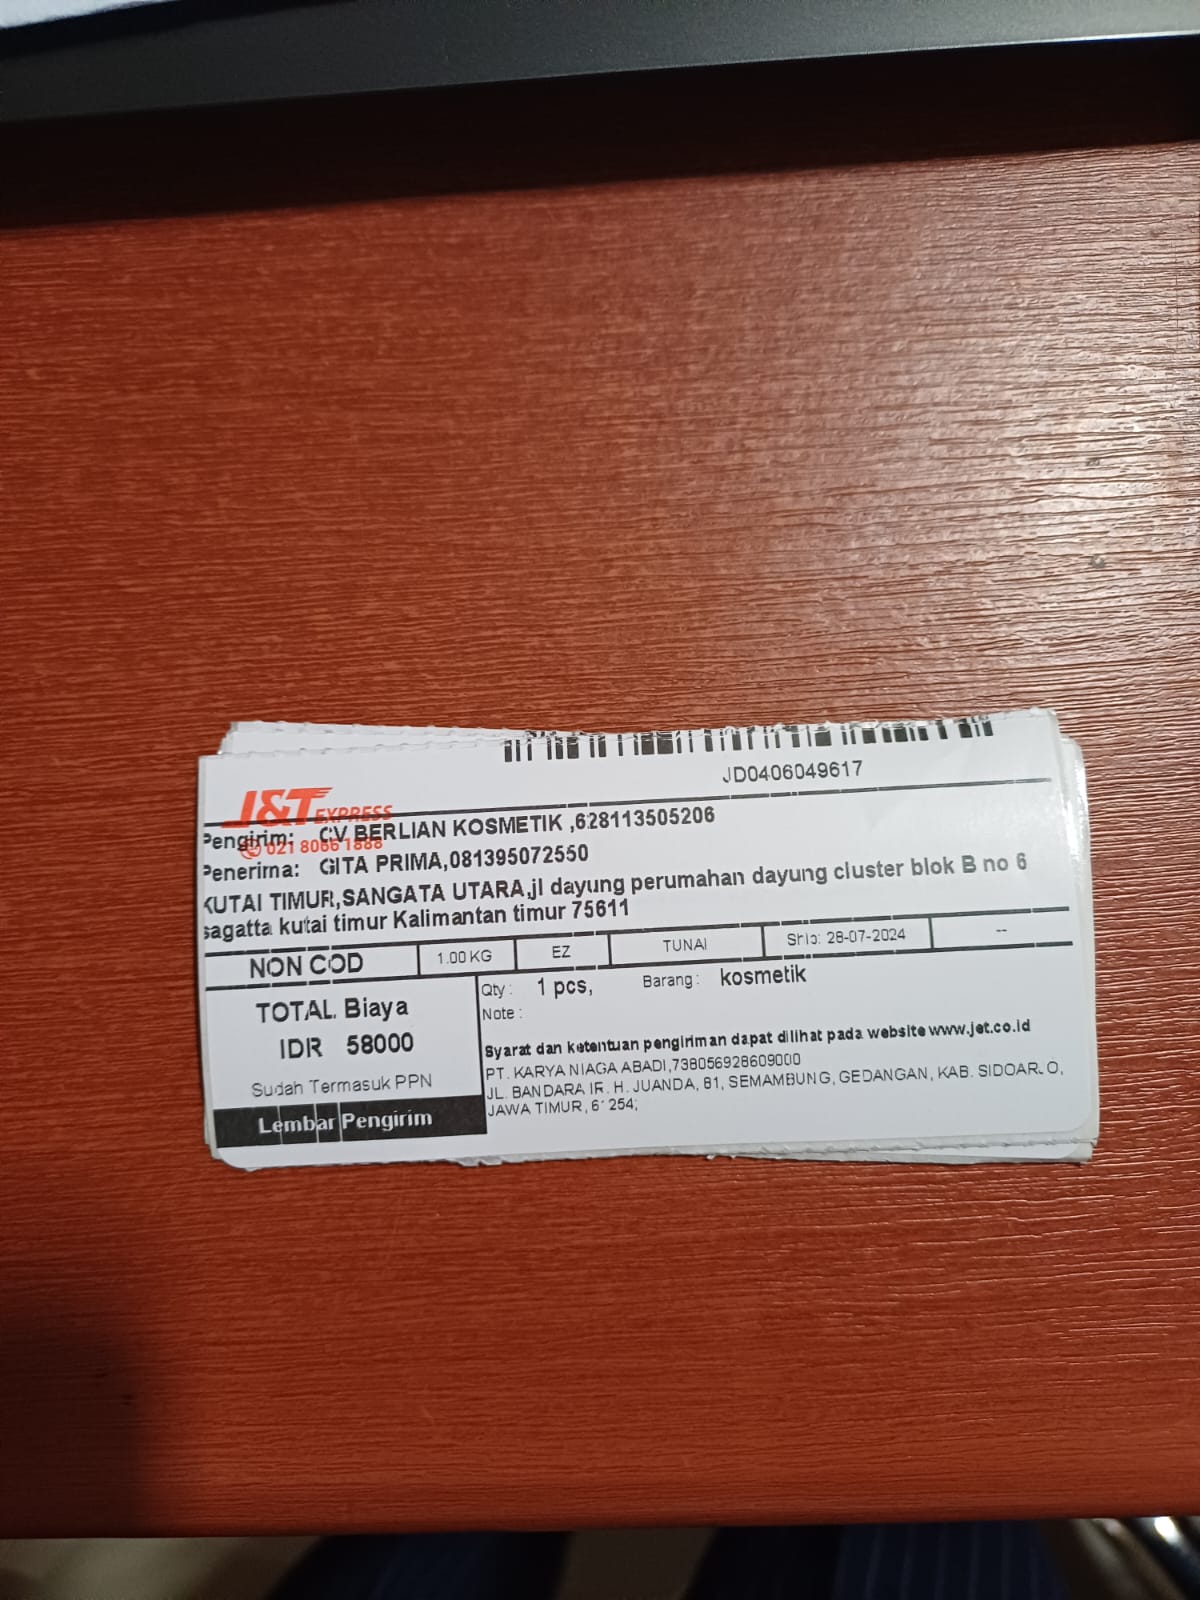 JD0406049617
J&T EXPRESS
Pengirim: CV BERLIAN KOSMETIK ,628113505206
021 8066 1888
Penerima: GITA PRIMA,081395072550
KUTAI TIMUR,SANGATA UTARA,jl dayung perumahan dayung cluster blok B no 6
sagatta kutai timur Kalimantan timur 75611
NON COD 1.00 KG EZ TUNAI Ship: 28-07-2024 --
TOTAL Biaya
IDR 58000
Sudah Termasuk PPN
Lembar Pengirim
Qty : 1 pcs, Barang : kosmetik
Note :
Syarat dan ketentuan pengiriman dapat dilihat pada website www.jet.co.id
PT. KARYA NIAGA ABADI,738056928609000
JL. BANDARA IR. H. JUANDA, 81, SEMAMBUNG, GEDANGAN, KAB. SIDOARJO,
JAWA TIMUR,